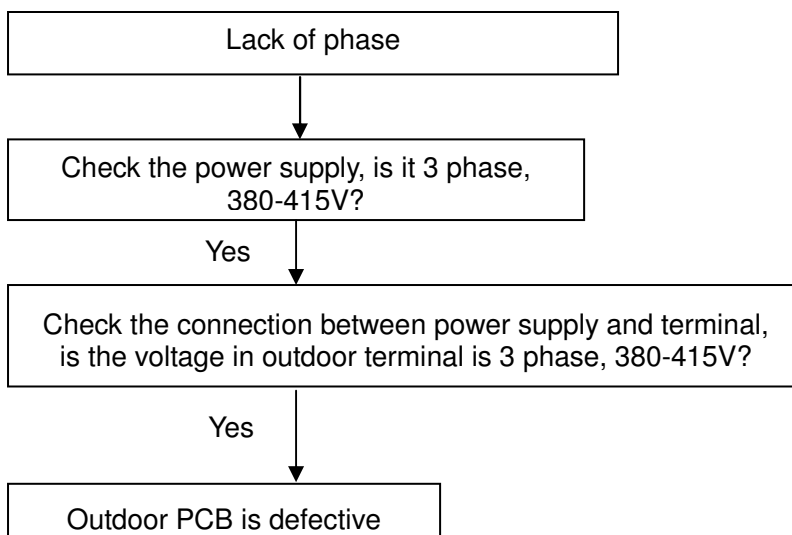 Lack of phase
Check the power supply, is it 3 phase,
380-415V?
Yes
Check the connection between power supply and terminal,
is the voltage in outdoor terminal is 3 phase, 380-415V?
Yes
Outdoor PCB is defective